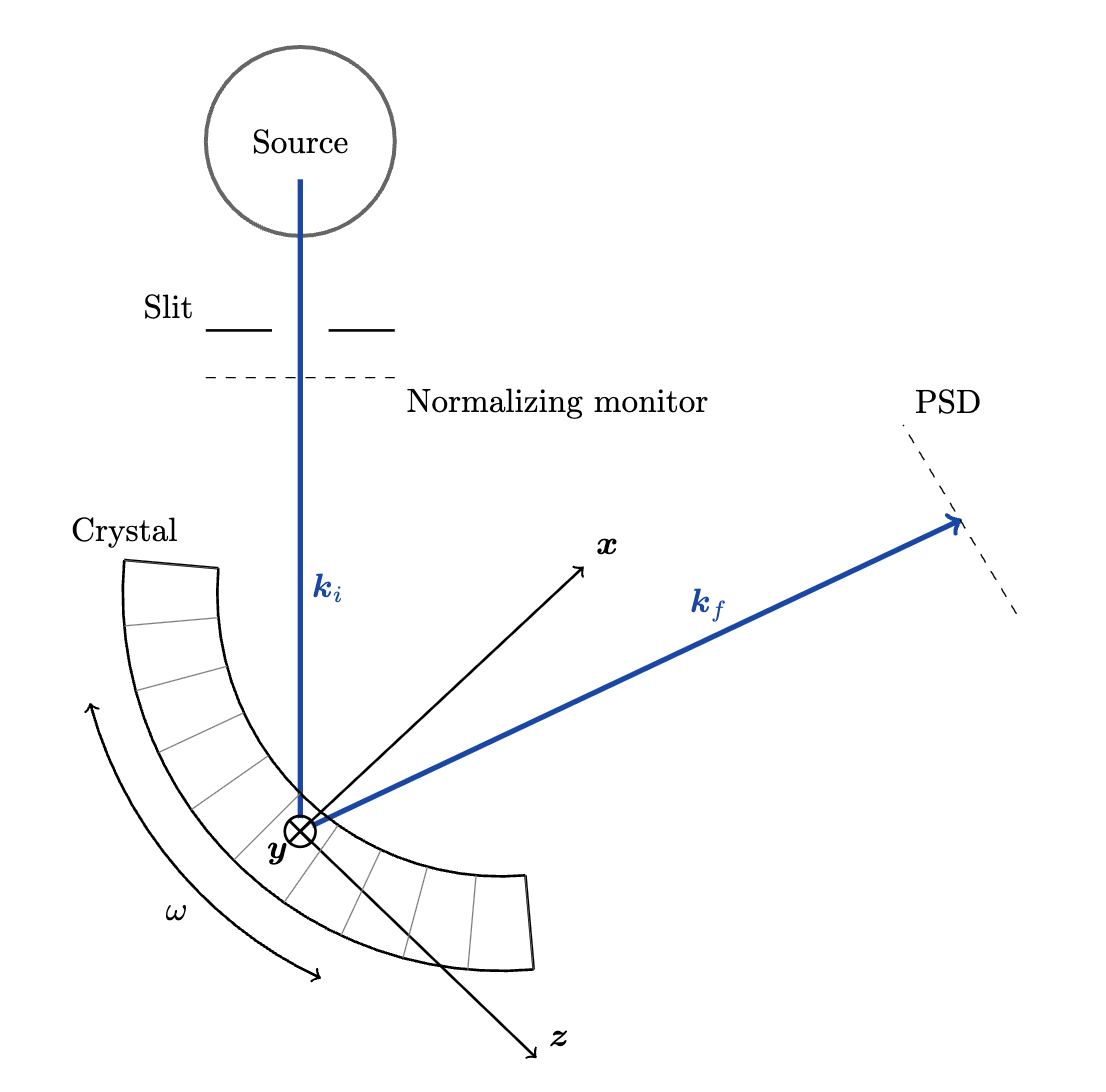 Source
Slit
Normalizing monitor
PSD
Crystal
x
k_i
k_f
y
ω
z